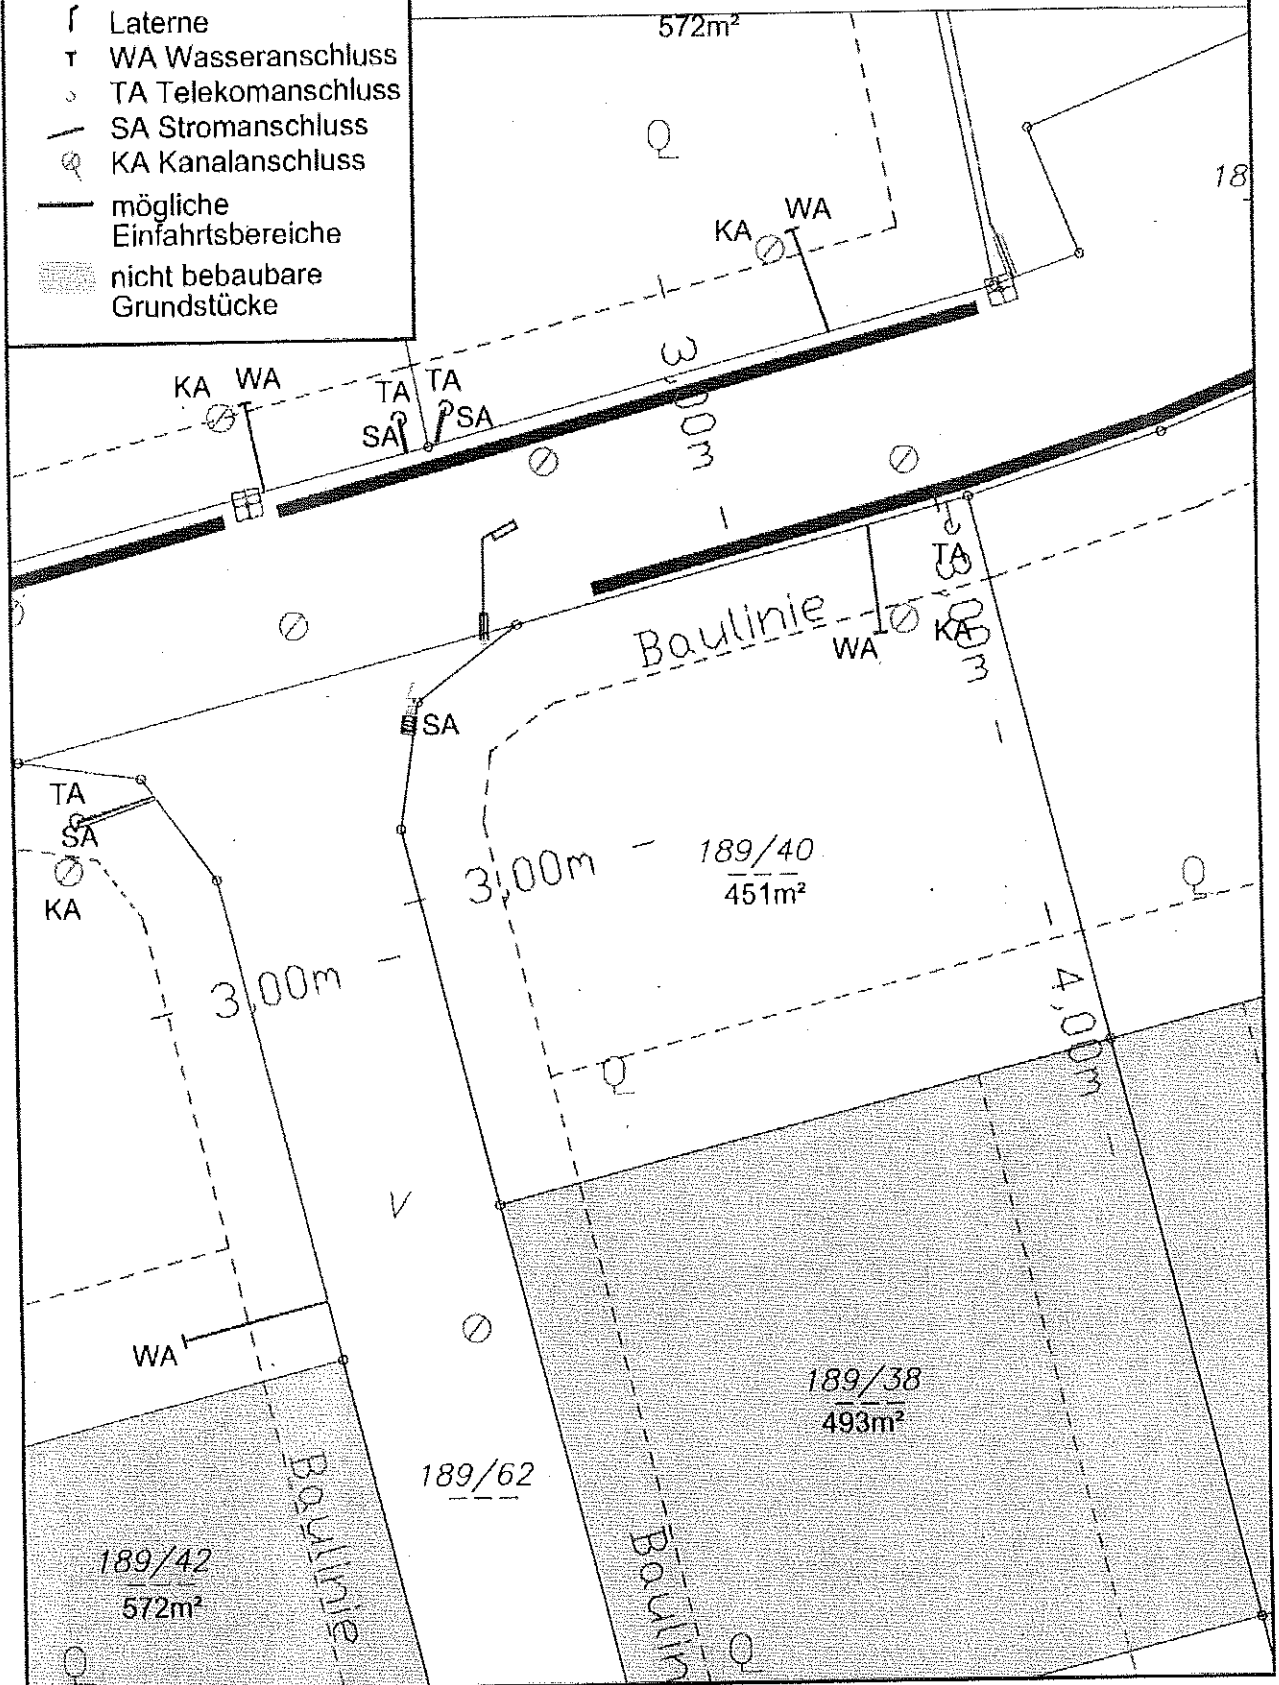 Laterne
WA Wasseranschluss
TA Telekomanschluss
SA Stromanschluss
KA Kanalanschluss
mögliche
Einfahrtsbereiche
nicht bebaubare
Grundstücke
572m²
18
KA WA
3,00m
KA WA
TA TA
SA SA
TA
3,00m
Baulinie
WA KA
SA
TA
SA
KA
3,00m
189/40
451m²
3,00m
4,00m
V
WA
189/38
493m²
189/62
Baulinie
189/42
572m²
Baulin